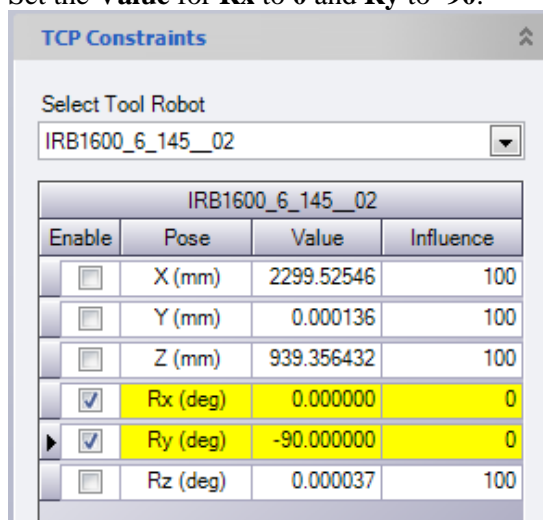 Set the Value for Rx to 0 and Ry to -90.
TCP Constraints
Select Tool Robot
IRB1600_6_145__02
IRB1600_6_145__02
Enable Pose Value Influence
X (mm) 2299.52546 100
Y (mm) 0.000136 100
Z (mm) 939.356432 100
Rx (deg) 0.000000 0
Ry (deg) -90.000000 0
Rz (deg) 0.000037 100